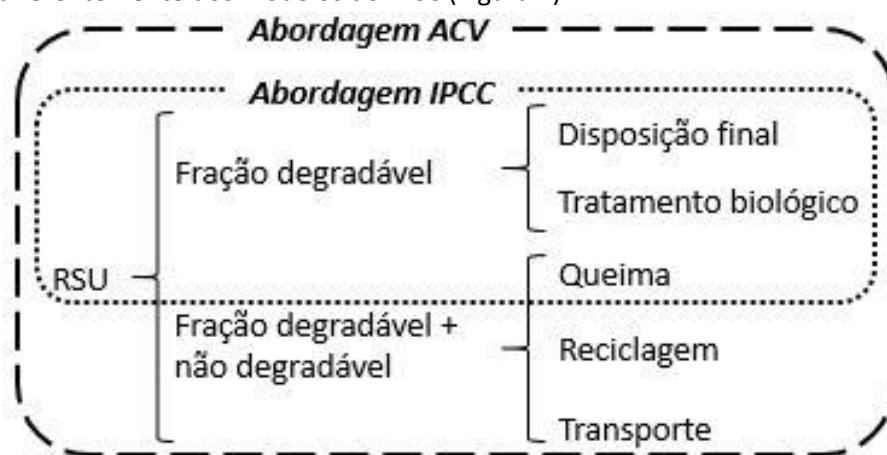 Abordagem ACV
Abordagem IPCC
Disposição final
Fração degradável
Tratamento biológico
RSU
Queima
Fração degradável +
não degradável
Reciclagem
Transporte